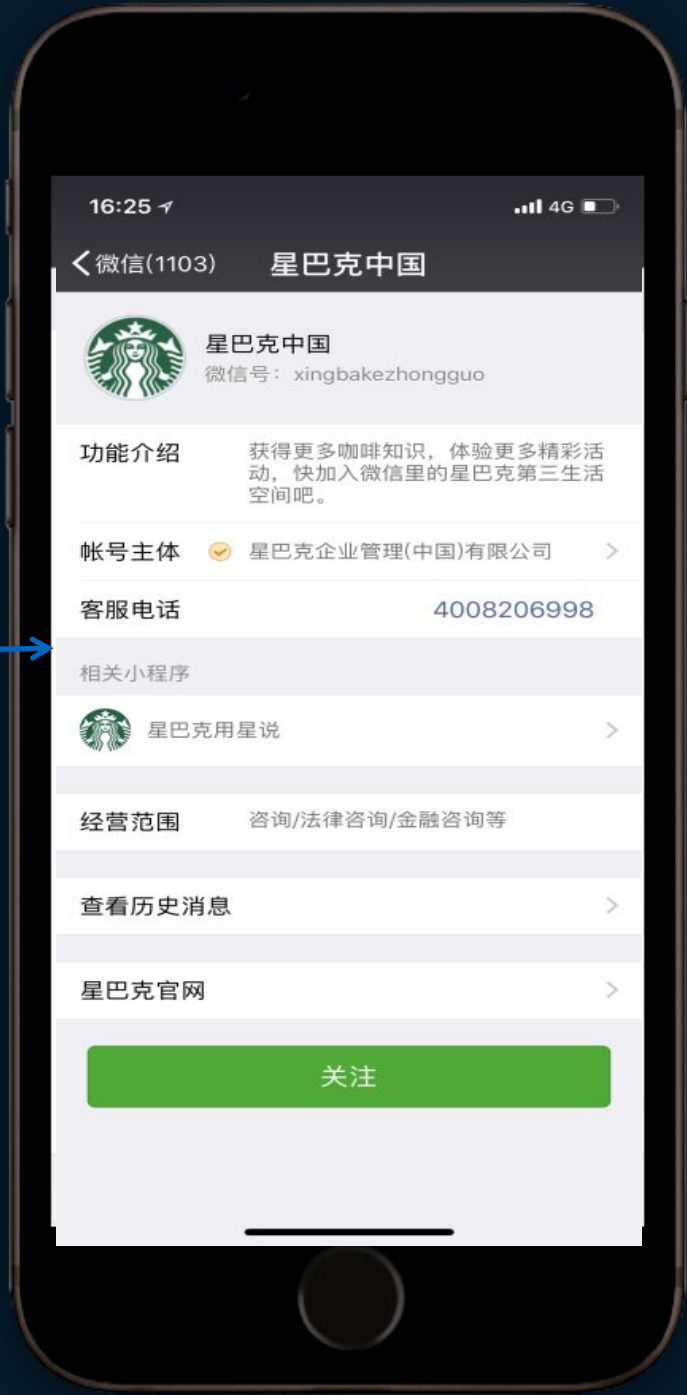 16:25 4G
微信(1103) 星巴克中国
星巴克中国
微信号: xingbakezhongguo
功能介绍 获得更多咖啡知识，体验更多精彩活
动，快加入微信里的星巴克第三生活
空间吧。
帐号主体 星巴克企业管理(中国)有限公司
客服电话 4008206998
相关小程序
星巴克用星说
经营范围 咨询/法律咨询/金融咨询等
查看历史消息
星巴克官网
关注